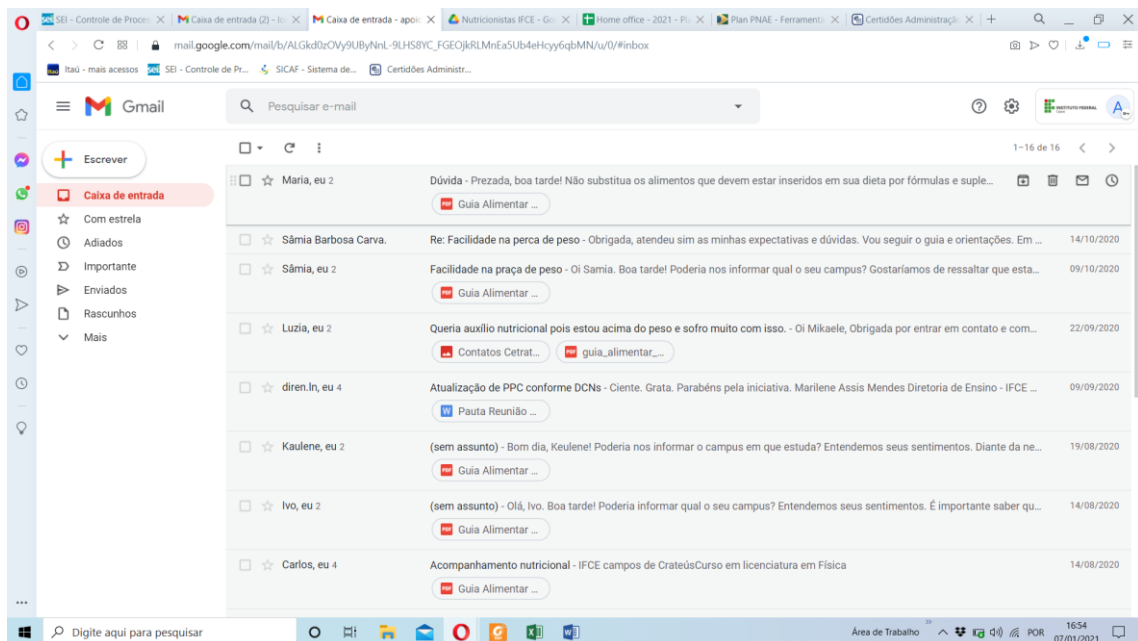 SEI - Controle de Proces
Caixa de entrada (2) - lo
Caixa de entrada - apoio
Nutricionistas IFCE - Go
Home office - 2021 - Pl
Plan PNAE - Ferramenta
Certidões Administraçã
mail.google.com/mail/b/ALGkd0zOVy9UByNnL-9LHS8YC_FGEOjkRLMnEa5Ub4eHcyy6qbMN/u/0/#inbox
Itaú - mais acessos
SEI - Controle de Pr...
SICAF - Sistema de...
Certidões Administr...
Gmail
Pesquisar e-mail
INSTITUTO FEDERAL
A
Escrever
1–16 de 16
Caixa de entrada
Com estrela
Adiados
Importante
Enviados
Rascunhos
Mais
Maria, eu 2
Dúvida - Prezada, boa tarde! Não substitua os alimentos que devem estar inseridos em sua dieta por fórmulas e suple...
PDF Guia Alimentar ...
Sâmia Barbosa Carva.
Re: Facilidade na perca de peso - Obrigada, atendeu sim as minhas expectativas e dúvidas. Vou seguir o guia e orientações. Em ...
14/10/2020
Sâmia, eu 2
Facilidade na praça de peso - Oi Samia. Boa tarde! Poderia nos informar qual o seu campus? Gostaríamos de ressaltar que esta...
09/10/2020
PDF Guia Alimentar ...
Luzia, eu 2
Queria auxílio nutricional pois estou acima do peso e sofro muito com isso. - Oi Mikaele, Obrigada por entrar em contato e com...
22/09/2020
Contatos Cetrat...
PDF guia_alimentar_...
diren.ln, eu 4
Atualização de PPC conforme DCNs - Ciente. Grata. Parabéns pela iniciativa. Marilene Assis Mendes Diretoria de Ensino - IFCE ...
09/09/2020
W Pauta Reunião ...
Kaulene, eu 2
(sem assunto) - Bom dia, Keulene! Poderia nos informar o campus em que estuda? Entendemos seus sentimentos. Diante da ne...
19/08/2020
PDF Guia Alimentar ...
Ivo, eu 2
(sem assunto) - Olá, Ivo. Boa tarde! Poderia informar qual o seu campus? Entendemos seus sentimentos. É importante saber qu...
14/08/2020
PDF Guia Alimentar ...
Carlos, eu 4
Acompanhamento nutricional - IFCE campos de CrateúsCurso em licenciatura em Física
14/08/2020
PDF Guia Alimentar ...
Digite aqui para pesquisar
Área de Trabalho
POR
16:54
07/01/2021